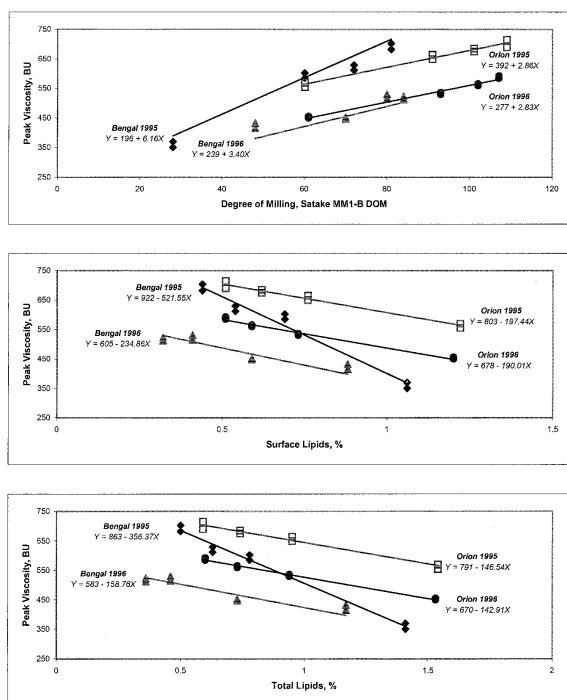 750
650
550
450
350
250
Peak Viscosity, BU
Orion 1995
Y = 392 + 2.86X
Orion 1996
Y = 277 + 2.83X
Bengal 1995
Y = 196 + 6.16X
Bengal 1996
Y = 239 + 3.40X
0 20 40 60 80 100 120
Degree of Milling, Satake MM1-B DOM
750
650
550
450
350
250
Peak Viscosity, BU
Bengal 1995
Y = 922 - 521.55X
Bengal 1996
Y = 605 - 234.86X
Orion 1995
Y = 803 - 197.44X
Orion 1996
Y = 678 - 190.01X
0 0.5 1 1.5
Surface Lipids, %
750
650
550
450
350
250
Peak Viscosity, BU
Bengal 1995
Y = 863 - 356.37X
Bengal 1996
Y = 583 - 158.76X
Orion 1995
Y = 791 - 146.54X
Orion 1996
Y = 670 - 142.91X
0 0.5 1 1.5 2
Total Lipids, %